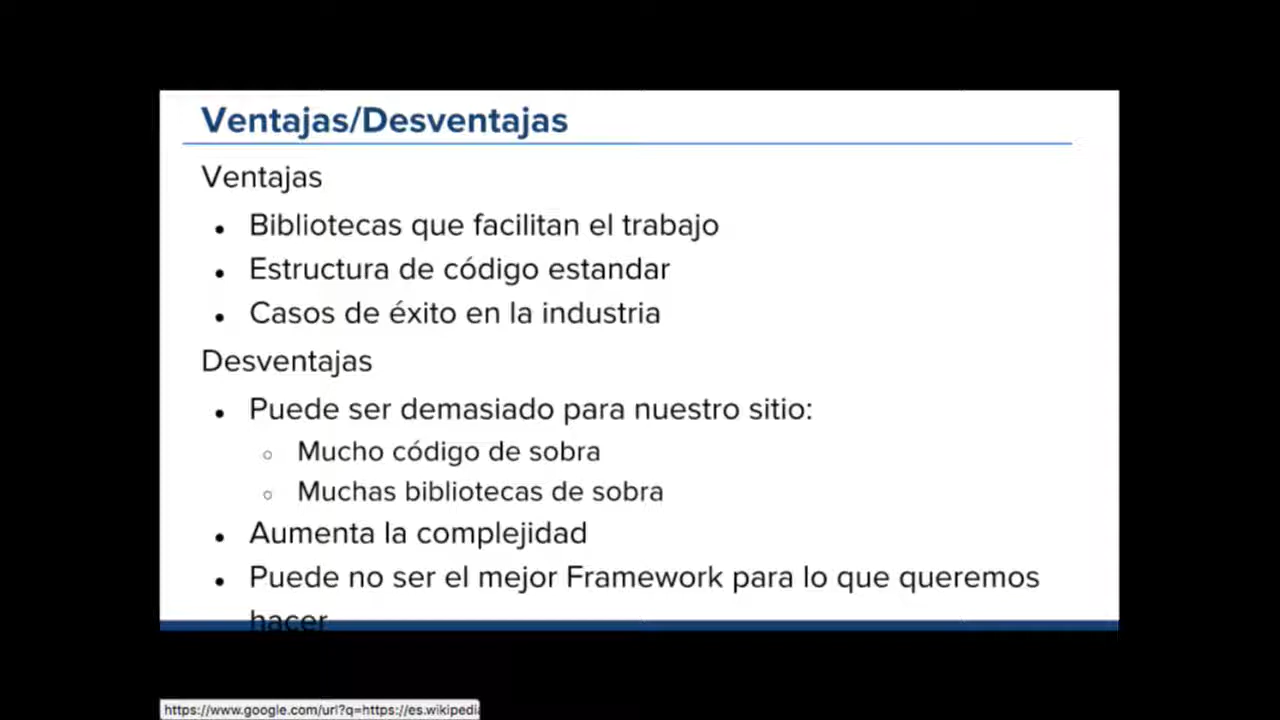 Ventajas/Desventajas
Ventajas
• Bibliotecas que facilitan el trabajo
• Estructura de código estandar
• Casos de éxito en la industria
Desventajas
• Puede ser demasiado para nuestro sitio:
○ Mucho código de sobra
○ Muchas bibliotecas de sobra
• Aumenta la complejidad
• Puede no ser el mejor Framework para lo que queremos
hacer
https://www.google.com/url?q=https://es.wikipedia